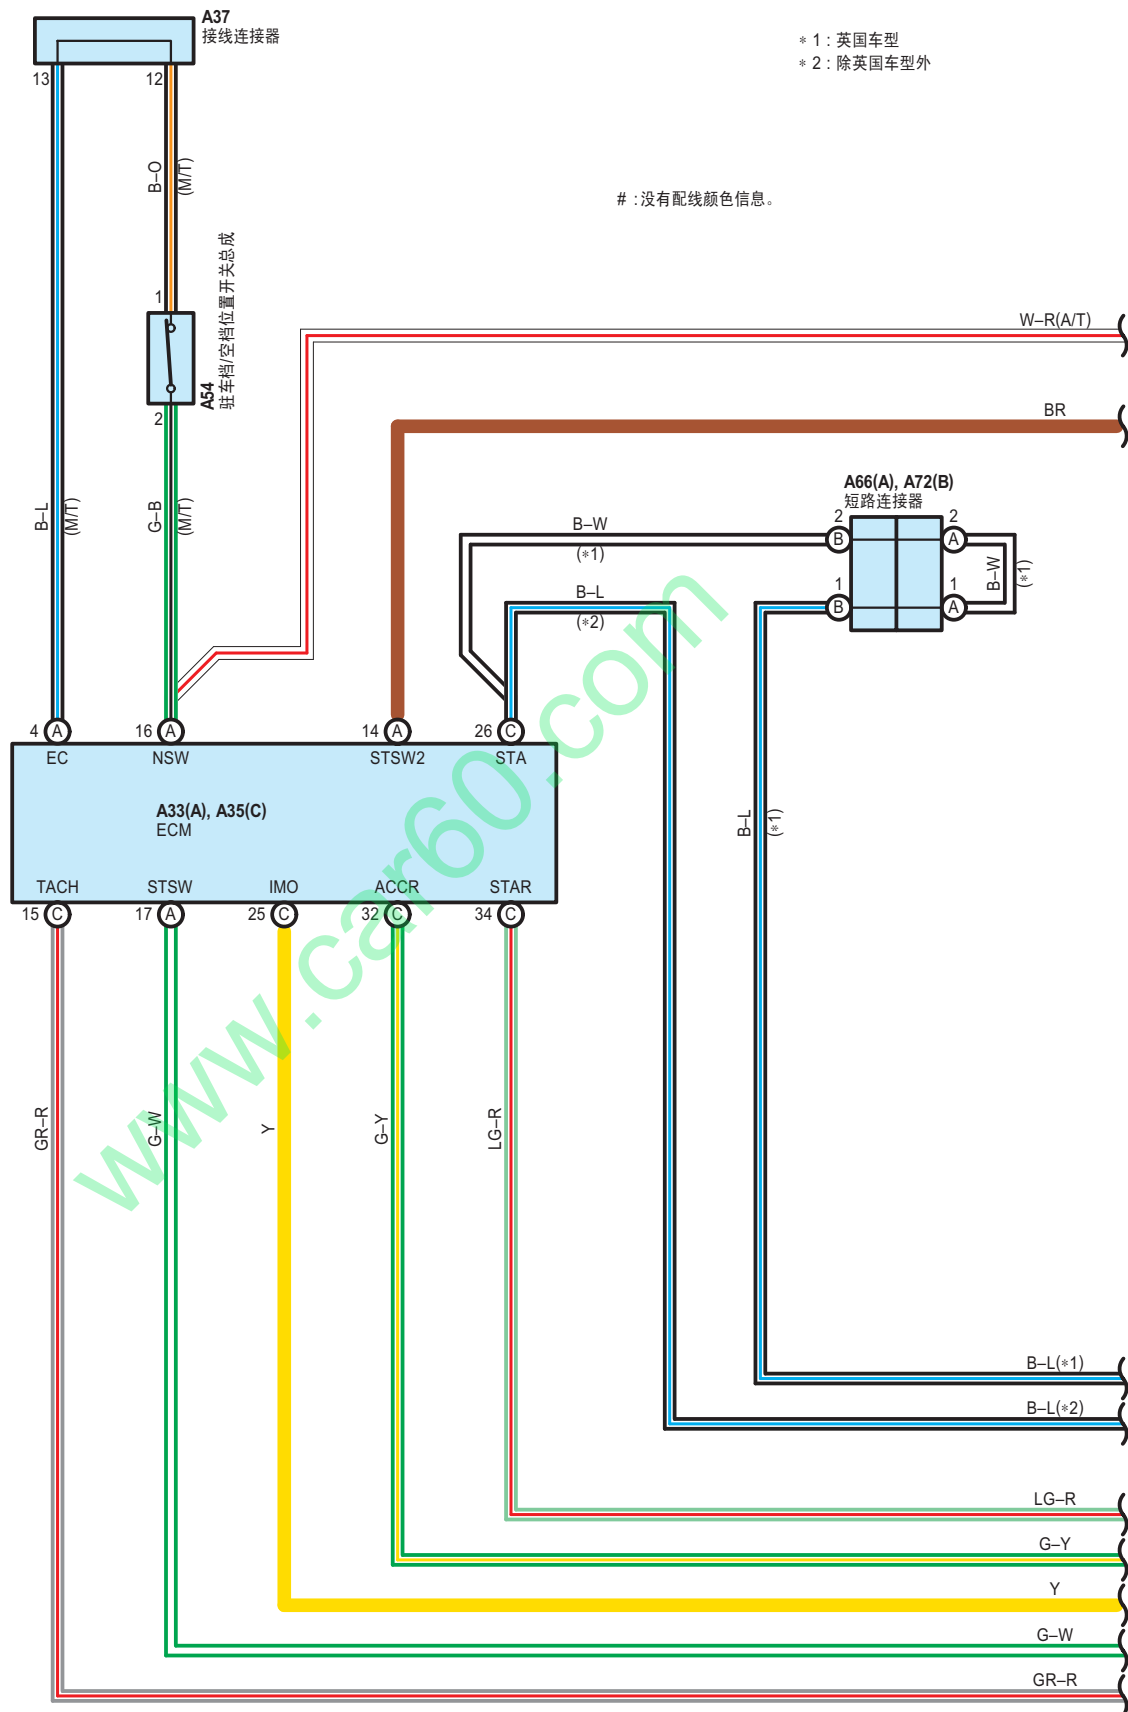 A37
接线连接器
* 1 : 英国车型
* 2 : 除英国车型外
13
12
B–O
(M/T)
# :没有配线颜色信息。
1
A54
驻车档/空档位置开关总成
2
W–R(A/T)
BR
B–L
(M/T)
G–B
(M/T)
A66(A), A72(B)
短路连接器
2
B
2
A
1
B
1
A
B–W
(*1)
B–W
(*1)
B–L
(*2)
B–L
(*1)
4
A
16
A
14
A
26
C
EC
NSW
STSW2
STA
A33(A), A35(C)
ECM
TACH
STSW
IMO
ACCR
STAR
15
C
17
A
25
C
32
C
34
C
GR–R
G–W
Y
G–Y
LG–R
B–L(*1)
B–L(*2)
LG–R
G–Y
Y
G–W
GR–R
www.car60.com